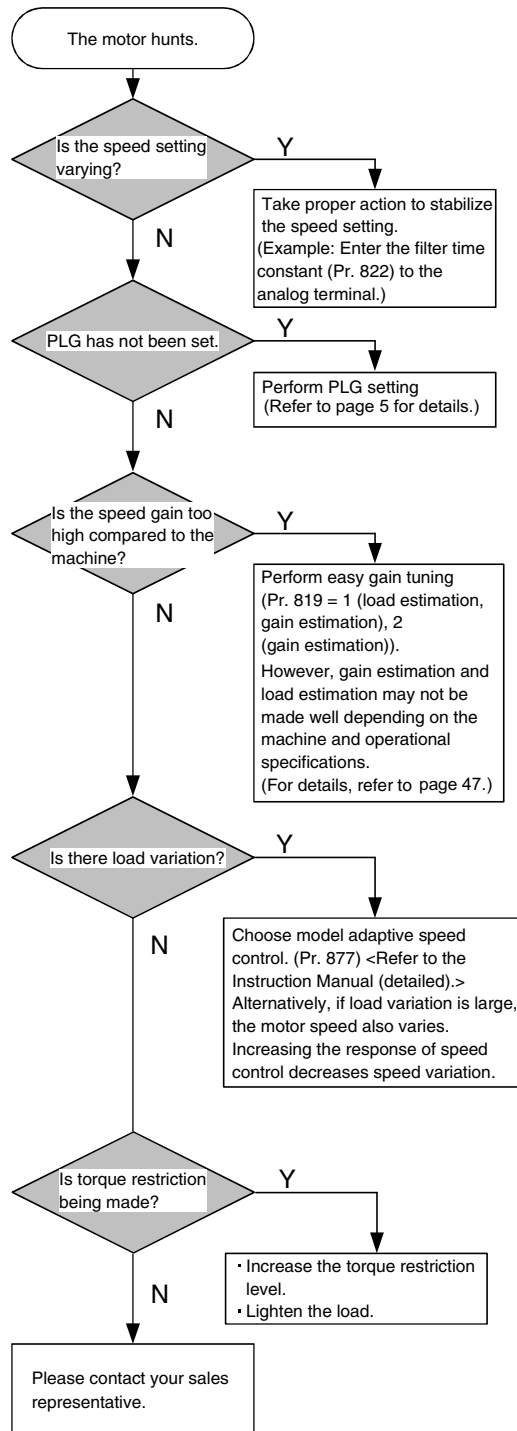 The motor hunts.
Is the speed setting
varying?
Y
Take proper action to stabilize
the speed setting.
(Example: Enter the filter time
constant (Pr. 822) to the
analog terminal.)
N
PLG has not been set.
Y
Perform PLG setting
(Refer to page 5 for details.)
N
Is the speed gain too
high compared to the
machine?
Y
Perform easy gain tuning
(Pr. 819 = 1 (load estimation,
gain estimation), 2
(gain estimation)).
However, gain estimation and
load estimation may not be
made well depending on the
machine and operational
specifications.
(For details, refer to page 47.)
N
Is there load variation?
Y
Choose model adaptive speed
control. (Pr. 877) <Refer to the
Instruction Manual (detailed).>
Alternatively, if load variation is large,
the motor speed also varies.
Increasing the response of speed
control decreases speed variation.
N
Is torque restriction
being made?
Y
· Increase the torque restriction
level.
· Lighten the load.
N
Please contact your sales
representative.